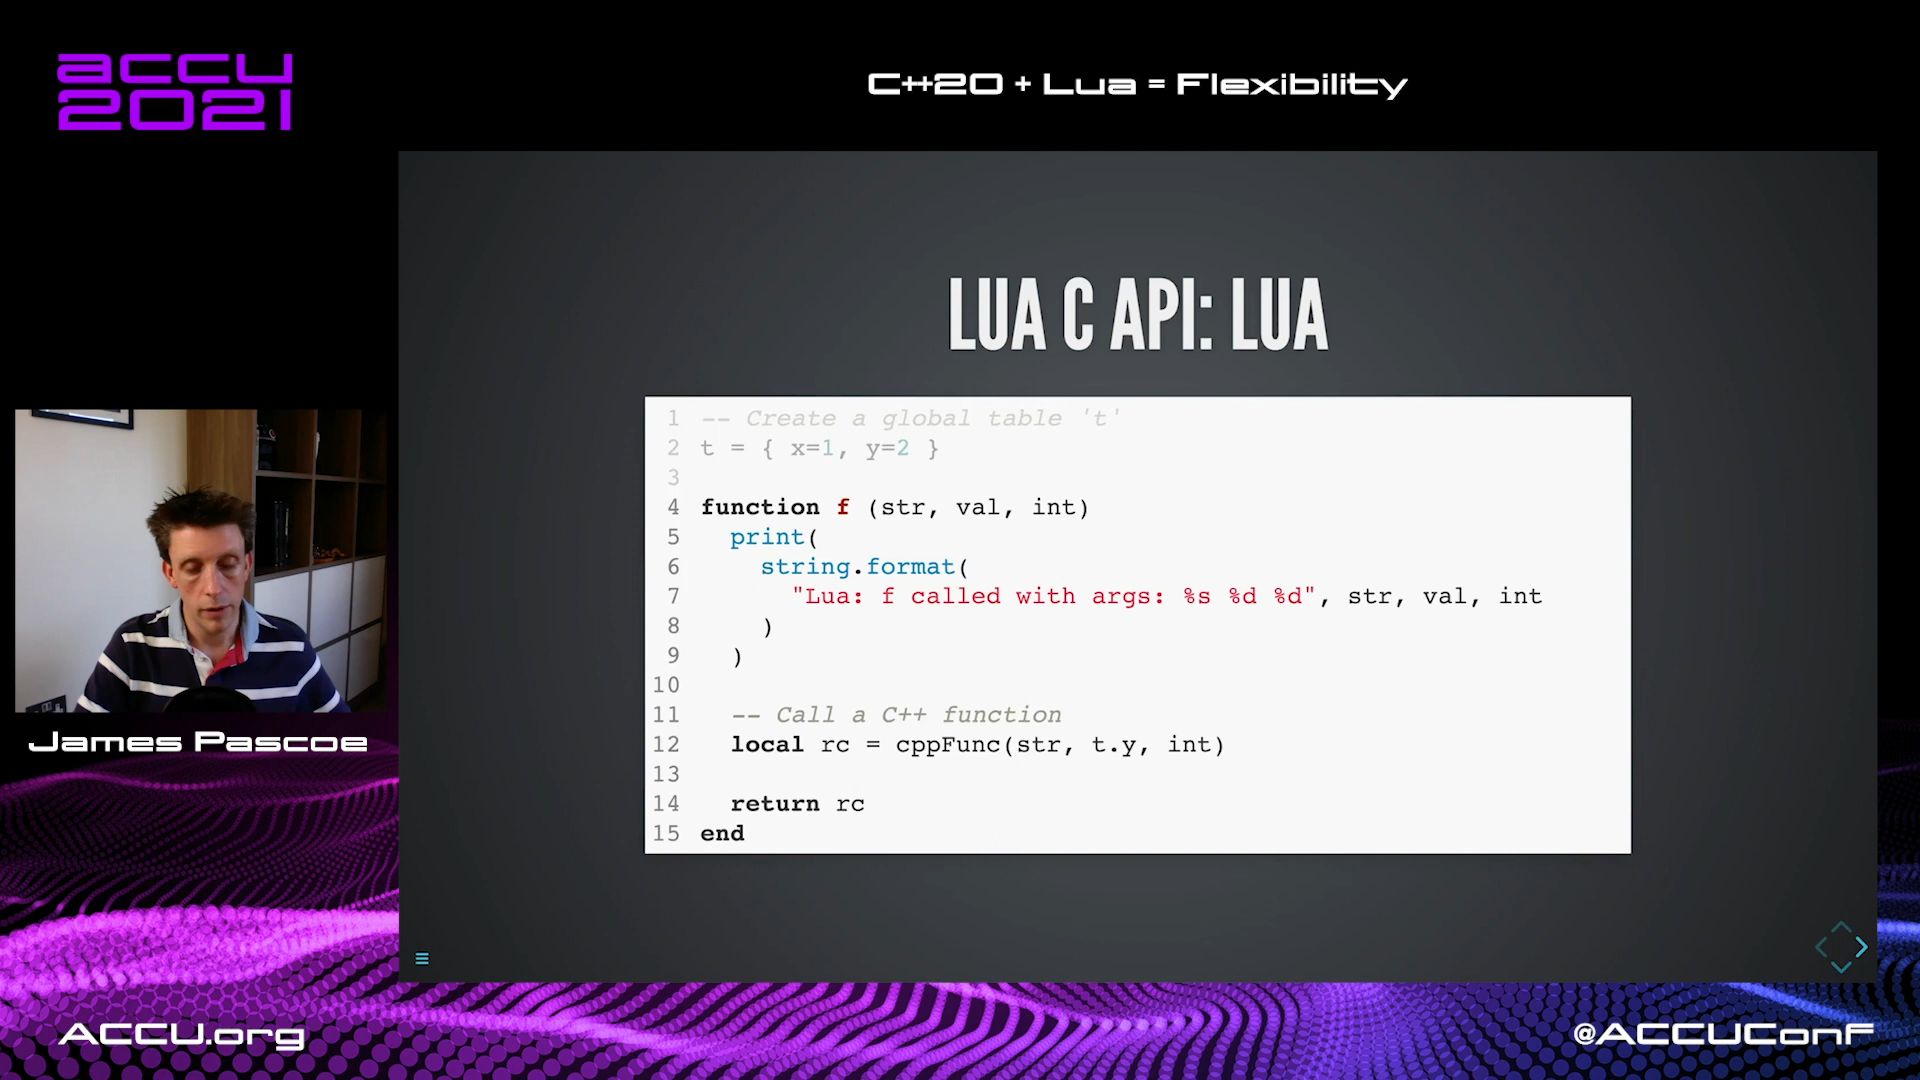 accu
2021
C++20 + Lua = Flexibility
LUA C API: LUA
1 -- Create a global table 't'
2 t = { x=1, y=2 }
3
4 function f (str, val, int)
5 print(
6 string.format(
7 "Lua: f called with args: %s %d %d", str, val, int
8 )
9 )
10
11 -- Call a C++ function
12 local rc = cppFunc(str, t.y, int)
13
14 return rc
15 end
James Pascoe
ACCU.org
@ACCUConf